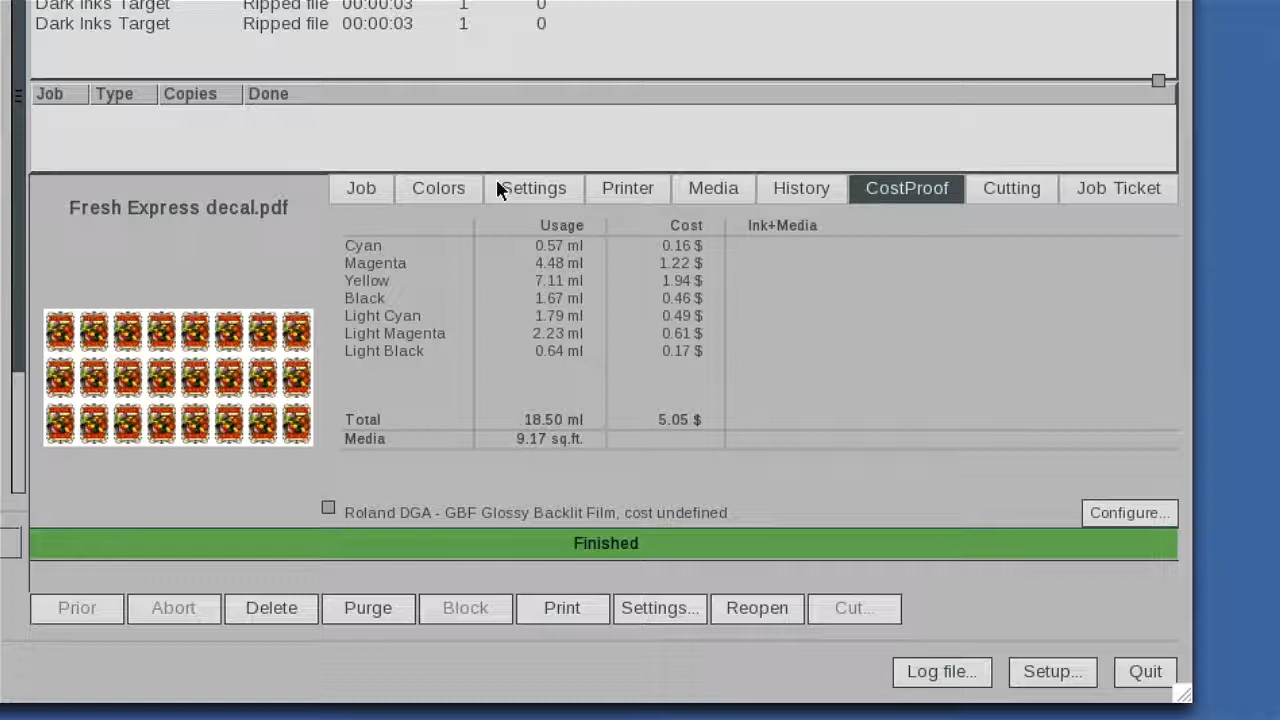 Dark Inks Target Ripped file 00:00:03 1 0
Dark Inks Target Ripped file 00:00:03 1 0
Job Type Copies Done
Fresh Express decal.pdf
Job Colors Settings Printer Media History CostProof Cutting Job Ticket
Usage Cost Ink+Media
Cyan 0.57 ml 0.16 $
Magenta 4.48 ml 1.22 $
Yellow 7.11 ml 1.94 $
Black 1.67 ml 0.46 $
Light Cyan 1.79 ml 0.49 $
Light Magenta 2.23 ml 0.61 $
Light Black 0.64 ml 0.17 $
Total 18.50 ml 5.05 $
Media 9.17 sq.ft.
Roland DGA - GBF Glossy Backlit Film, cost undefined
Configure...
Finished
Prior Abort Delete Purge Block Print Settings... Reopen Cut...
Log file... Setup... Quit